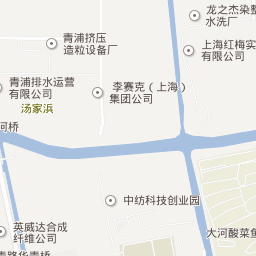 龙之杰染整
水洗厂
青浦挤压
造粒设备厂
上海红梅实
有限公司
青浦排水运营
有限公司
李赛克（上海）
集团公司
汤家浜
河桥
中纺科技创业园
英威达合成
纤维公司
大河酸菜鱼